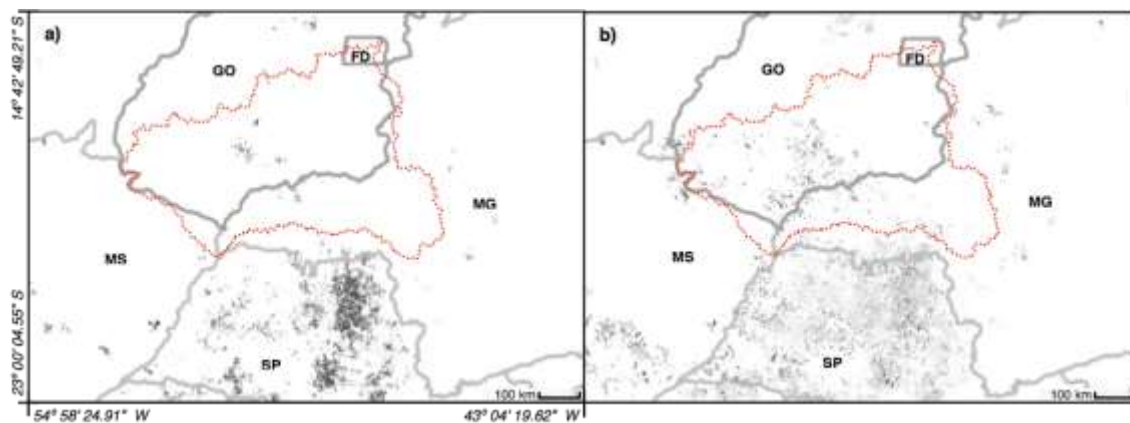 a)
GO
FD
MG
MS
SP
100 km
b)
GO
FD
MG
MS
SP
100 km
14° 42' 49.21" S
23° 00' 04.55" S
54° 58' 24.91" W
43° 04' 19.62" W